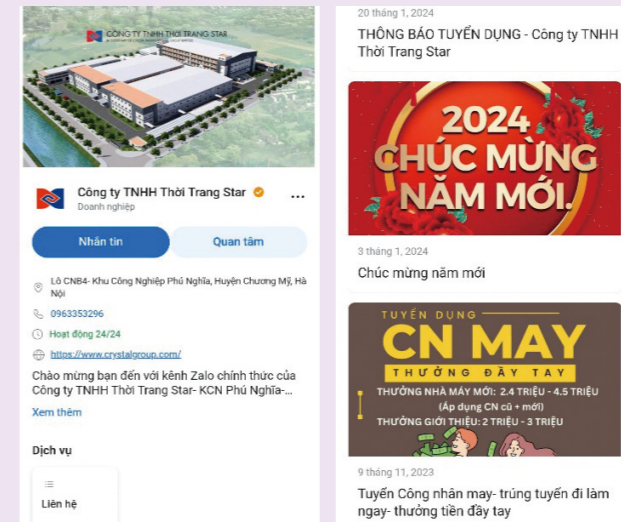 CÔNG TY TNHH THỜI TRANG STAR
Công ty TNHH Thời Trang Star
Doanh nghiệp
Nhắn tin
Quan tâm
Lô CNB4- Khu Công Nghiệp Phú Nghĩa, Huyện Chương Mỹ, Hà
Nội
0963353296
Hoạt động 24/24
https://www.crystalgroup.com/
Chào mừng bạn đến với kênh Zalo chính thức của
Công ty TNHH Thời Trang Star- KCN Phú Nghĩa-...
Xem thêm
Dịch vụ
Liên hệ
20 tháng 1, 2024
THÔNG BÁO TUYỂN DỤNG - Công ty TNHH
Thời Trang Star
2024
CHÚC MỪNG
NĂM MỚI.
3 tháng 1, 2024
Chúc mừng năm mới
TUYỂN DỤNG
CN MAY
THƯỞNG ĐẦY TAY
THƯỞNG NHÀ MÁY MỚI: 2.4 TRIỆU - 4.5 TRIỆU
(Áp dụng CN cũ + mới)
THƯỞNG GIỚI THIỆU: 2 TRIỆU - 3 TRIỆU
9 tháng 11, 2023
Tuyển Công nhân may- trúng tuyển đi làm
ngay- thưởng tiền đầy tay